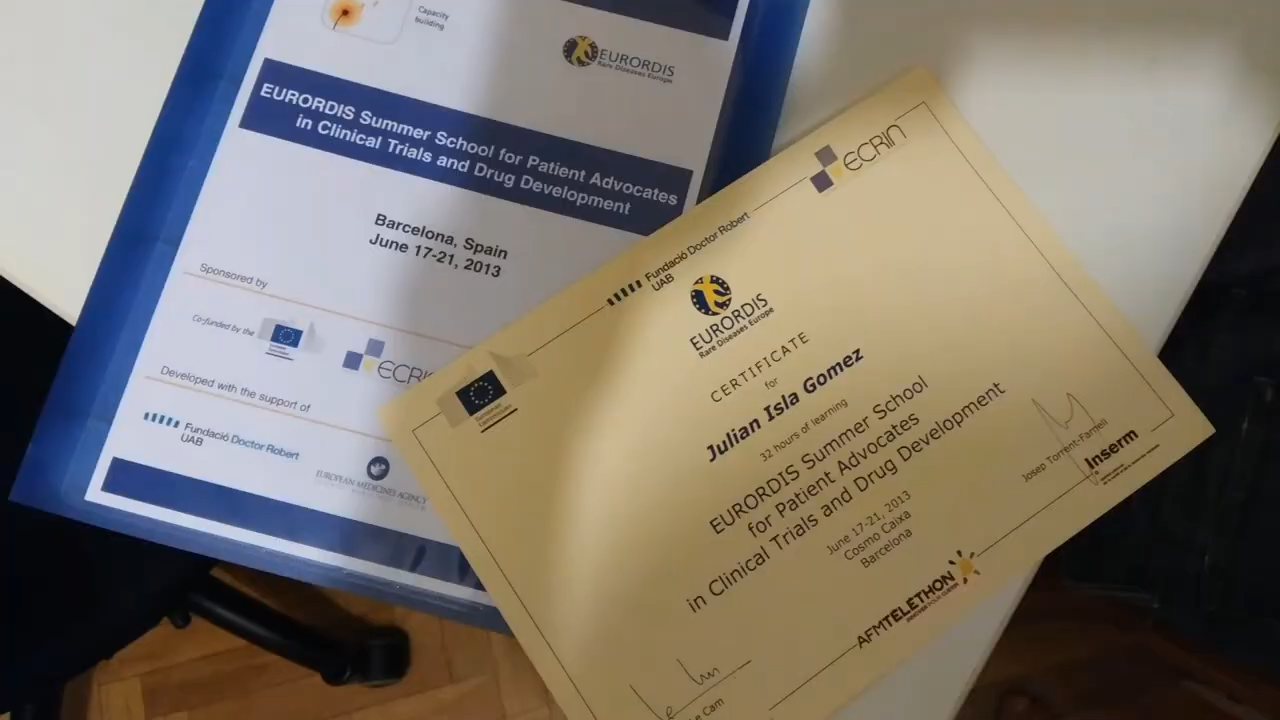 Capacity
building
EURORDIS
Rare Diseases Europe
EURORDIS Summer School for Patient Advocates
in Clinical Trials and Drug Development
Barcelona, Spain
June 17-21, 2013
Sponsored by
Co-funded by the
ECRI
Developed with the support of
Fundació Doctor Robert
UAB
EUROPEAN MEDICINES AGENCY
ECRIN
Fundació Doctor Robert
UAB
EURORDIS
Rare Diseases Europe
CERTIFICATE
for
Julian Isla Gomez
32 hours of learning
EURORDIS Summer School
for Patient Advocates
in Clinical Trials and Drug Development
June 17-21, 2013
Cosmo Caixa
Barcelona
Josep Torrent-Farnell
Inserm
AFMTELETHON
Cam